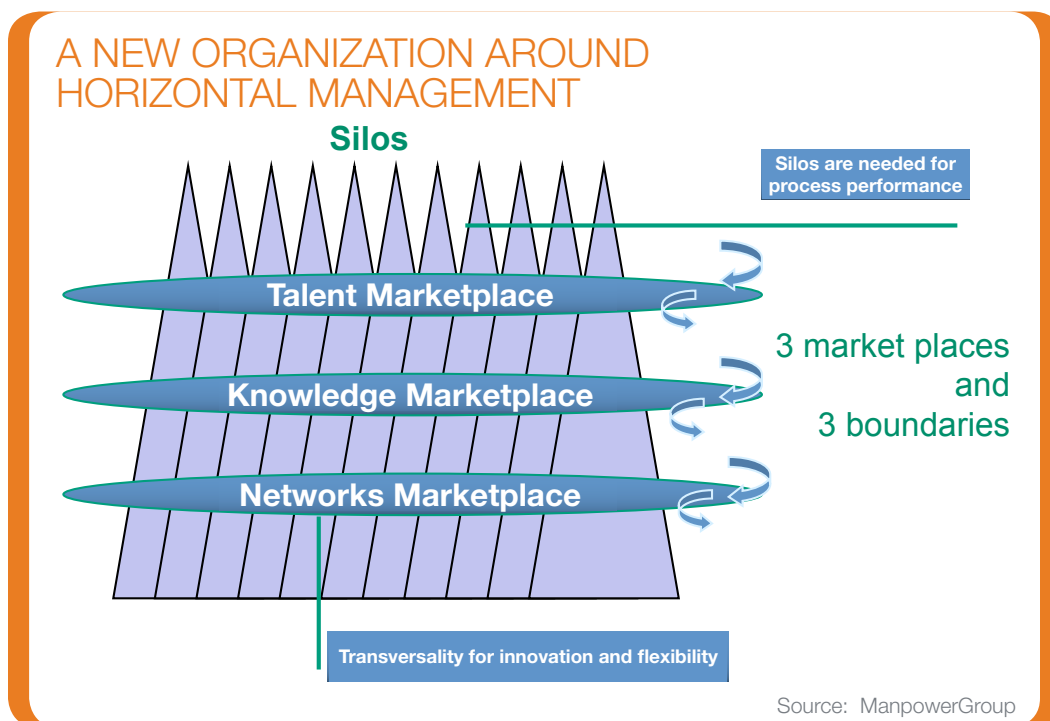 A NEW ORGANIZATION AROUND
HORIZONTAL MANAGEMENT
Silos
Silos are needed for
process performance
Talent Marketplace
3 market places
and
3 boundaries
Knowledge Marketplace
Networks Marketplace
Transversality for innovation and flexibility
Source: ManpowerGroup